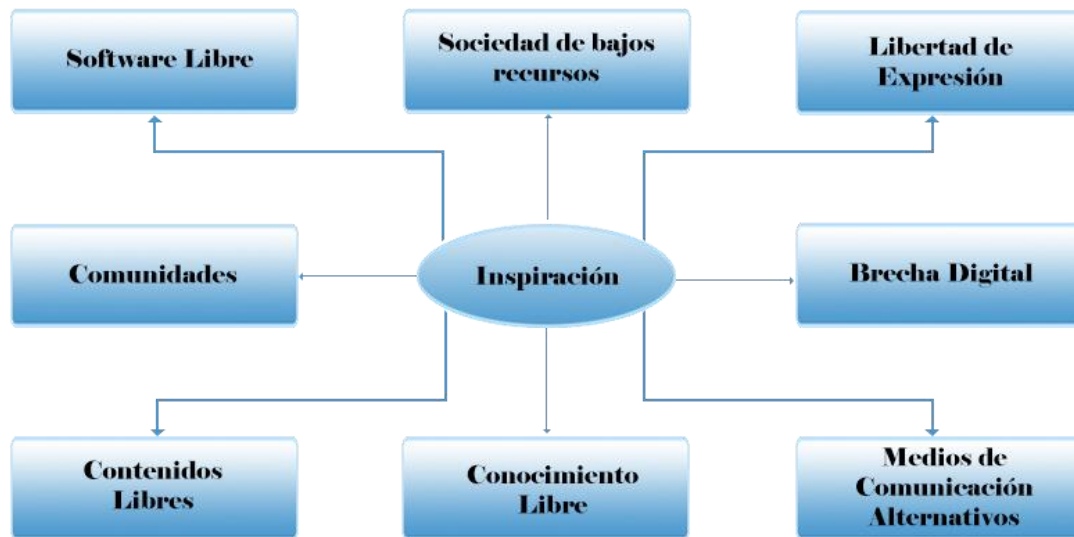 Software Libre
Sociedad de bajos
recursos
Libertad de
Expresión
Comunidades
Inspiración
Brecha Digital
Contenidos
Libres
Conocimiento
Libre
Medios de
Comunicación
Alternativos